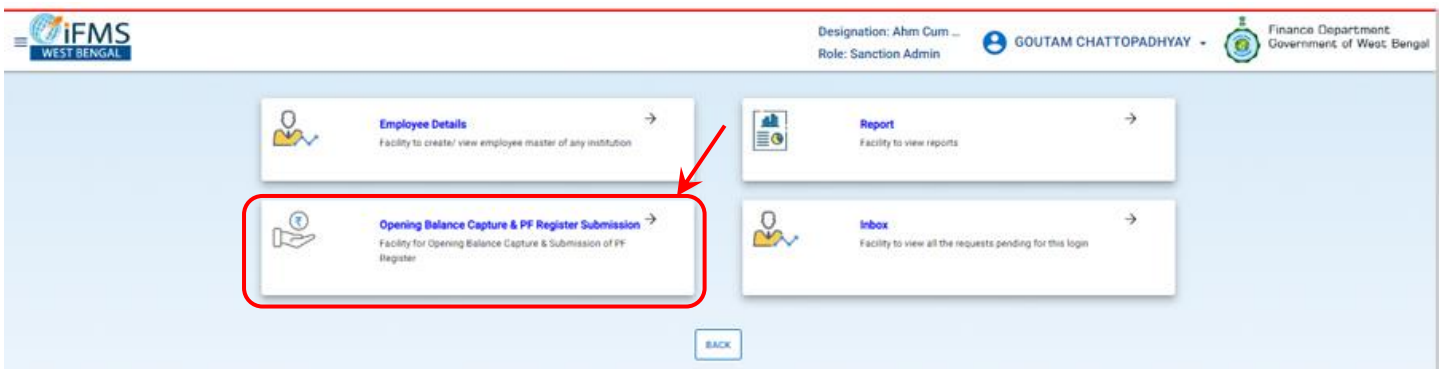 iFMS
WEST BENGAL
Designation: Ahm Cum ...
Role: Sanction Admin
GOUTAM CHATTOPADHYAY
Finance Department
Government of West Bengal
Employee Details
Facility to create/ view employee master of any institution
Report
Facility to view reports
Opening Balance Capture & PF Register Submission
Facility for Opening Balance Capture & Submission of PF
Register
Inbox
Facility to view all the requests pending for this login
BACK